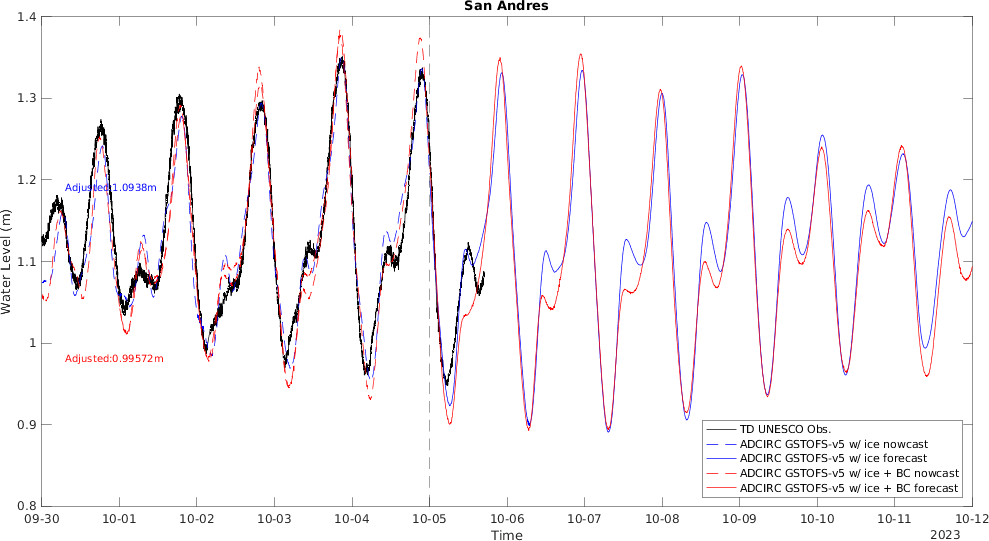 San Andres
1.4
1.3
1.2
1.1
1
0.9
0.8
Water Level (m)
Adjusted:1.0938m
Adjusted:0.99572m
TD UNESCO Obs.
ADCIRC GSTOFS-v5 w/ ice nowcast
ADCIRC GSTOFS-v5 w/ ice forecast
ADCIRC GSTOFS-v5 w/ ice + BC nowcast
ADCIRC GSTOFS-v5 w/ ice + BC forecast
09-30 10-01 10-02 10-03 10-04 10-05 10-06 10-07 10-08 10-09 10-10 10-11 10-12
Time
2023